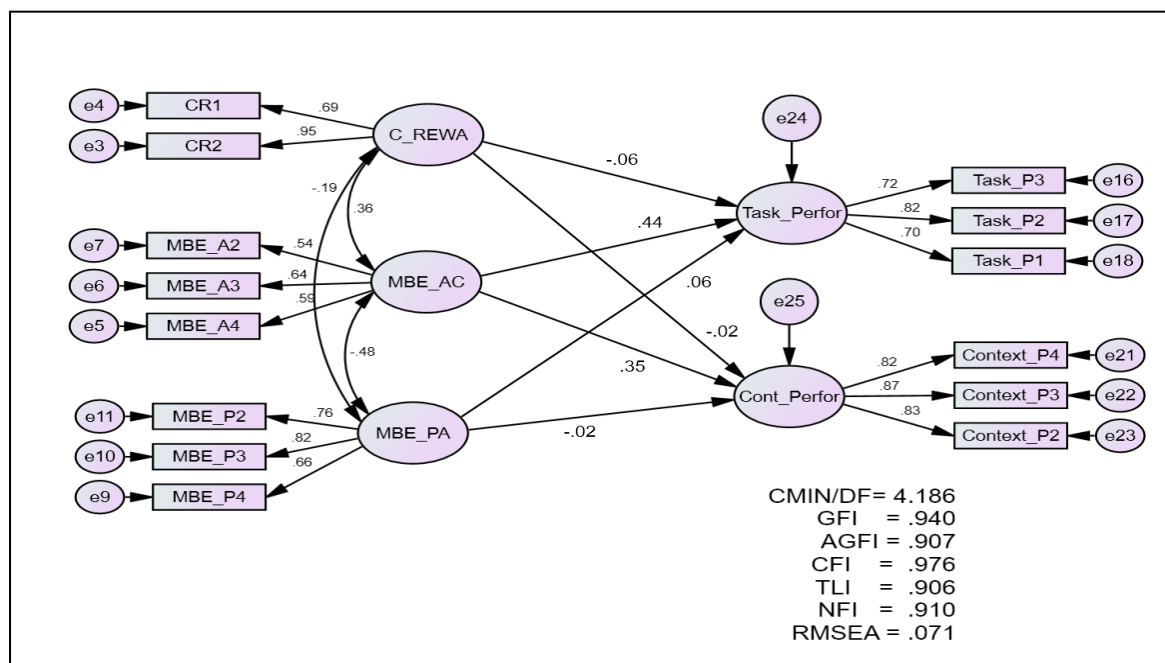 e4
CR1
.69
e3
CR2
.95
C_REWA
e24
-.06
-.19
.36
Task_Perfor
.72
Task_P3
e16
.82
Task_P2
e17
.70
Task_P1
e18
e7
MBE_A2
.54
e6
MBE_A3
.64
e5
MBE_A4
.59
MBE_AC
.44
.06
e25
-.02
-.48
.35
Cont_Perfor
.82
Context_P4
e21
.87
Context_P3
e22
.83
Context_P2
e23
e11
MBE_P2
.76
e10
MBE_P3
.82
e9
MBE_P4
.66
MBE_PA
-.02
CMIN/DF= 4.186
GFI = .940
AGFI = .907
CFI = .976
TLI = .906
NFI = .910
RMSEA = .071